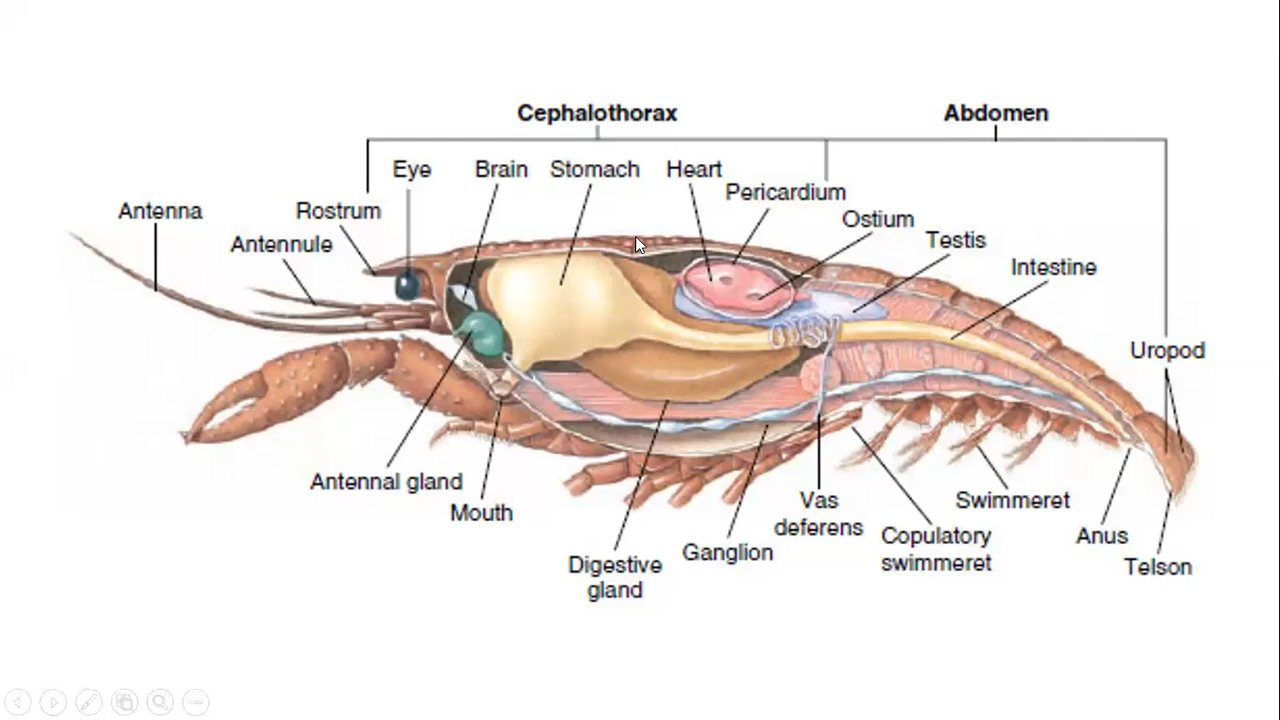 Cephalothorax
Abdomen
Eye
Brain
Stomach
Heart
Pericardium
Antenna
Rostrum
Ostium
Antennule
Testis
Intestine
Uropod
Antennal gland
Mouth
Digestive
gland
Ganglion
Vas
deferens
Copulatory
swimmeret
Swimmeret
Anus
Telson